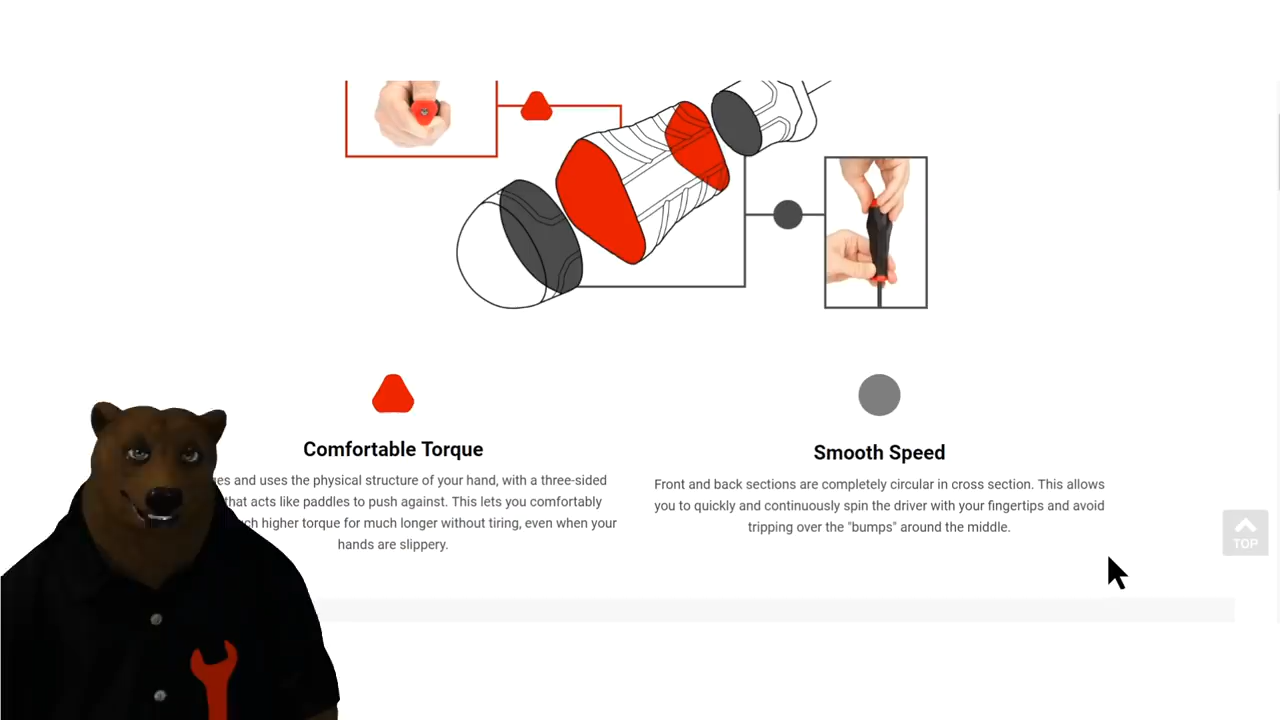 Comfortable Torque
and uses the physical structure of your hand, with a three-sided
that acts like paddles to push against. This lets you comfortably
higher torque for much longer without tiring, even when your
hands are slippery.
Smooth Speed
Front and back sections are completely circular in cross section. This allows
you to quickly and continuously spin the driver with your fingertips and avoid
tripping over the "bumps" around the middle.
TOP